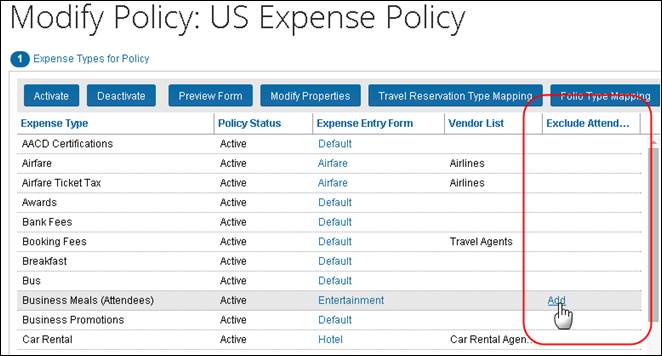 Modify Policy: US Expense Policy
1 Expense Types for Policy
Activate Deactivate Preview Form Modify Properties Travel Reservation Type Mapping Folio Type Mapping
Expense Type Policy Status Expense Entry Form Vendor List Exclude Attend...
AACD Certifications Active Default
Airfare Active Airfare Airlines
Airfare Ticket Tax Active Airfare Airlines
Awards Active Default
Bank Fees Active Default
Booking Fees Active Default Travel Agents
Breakfast Active Default
Bus Active Default
Business Meals (Attendees) Active Entertainment Add
Business Promotions Active Default
Car Rental Active Hotel Car Rental Agen...